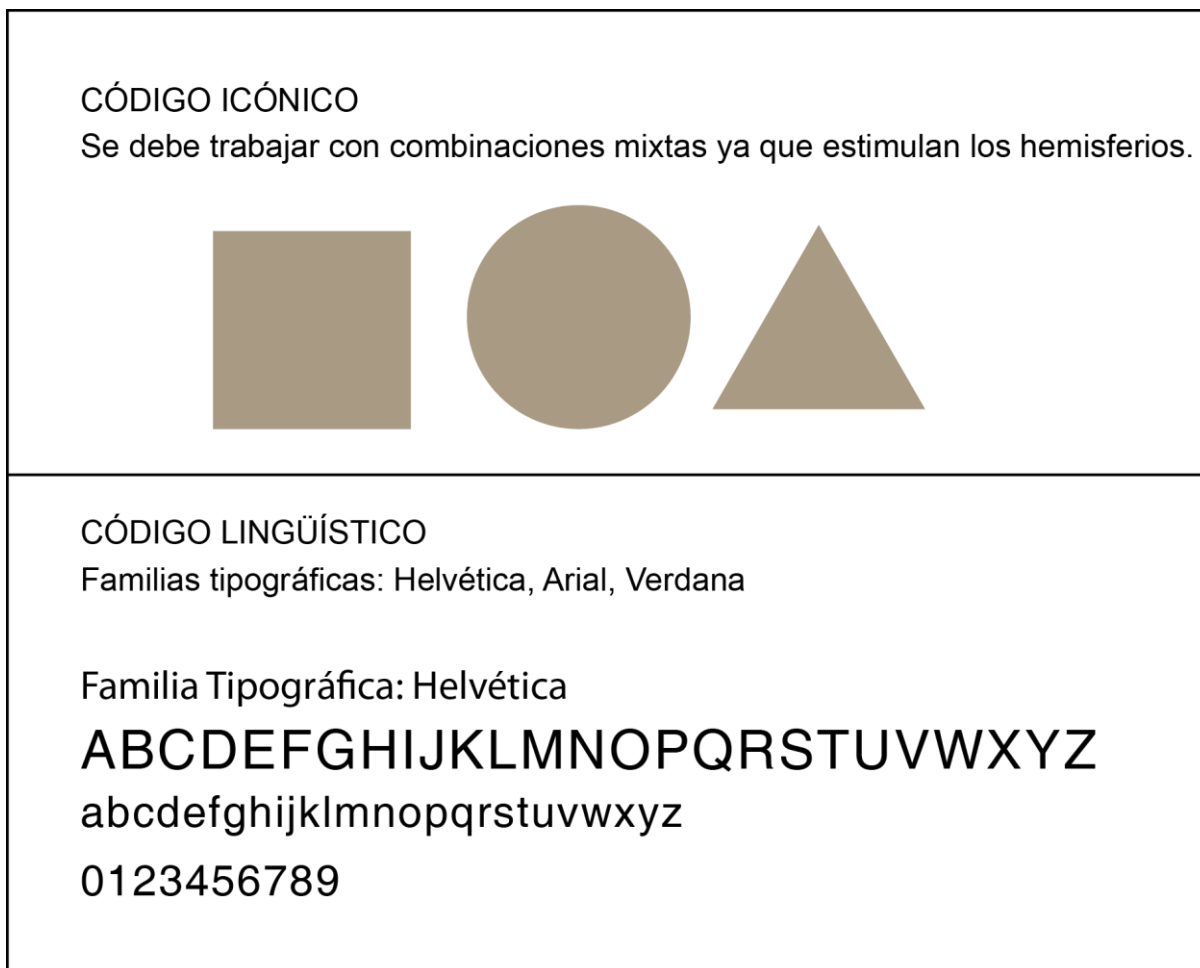 CÓDIGO ICÓNICO
Se debe trabajar con combinaciones mixtas ya que estimulan los hemisferios.
CÓDIGO LINGÜÍSTICO
Familias tipográficas: Helvética, Arial, Verdana
Familia Tipográfica: Helvética
ABCDEFGHIJKLMNOPQRSTUVWXYZ
abcdefghijklmnopqrstuvwxyz
0123456789